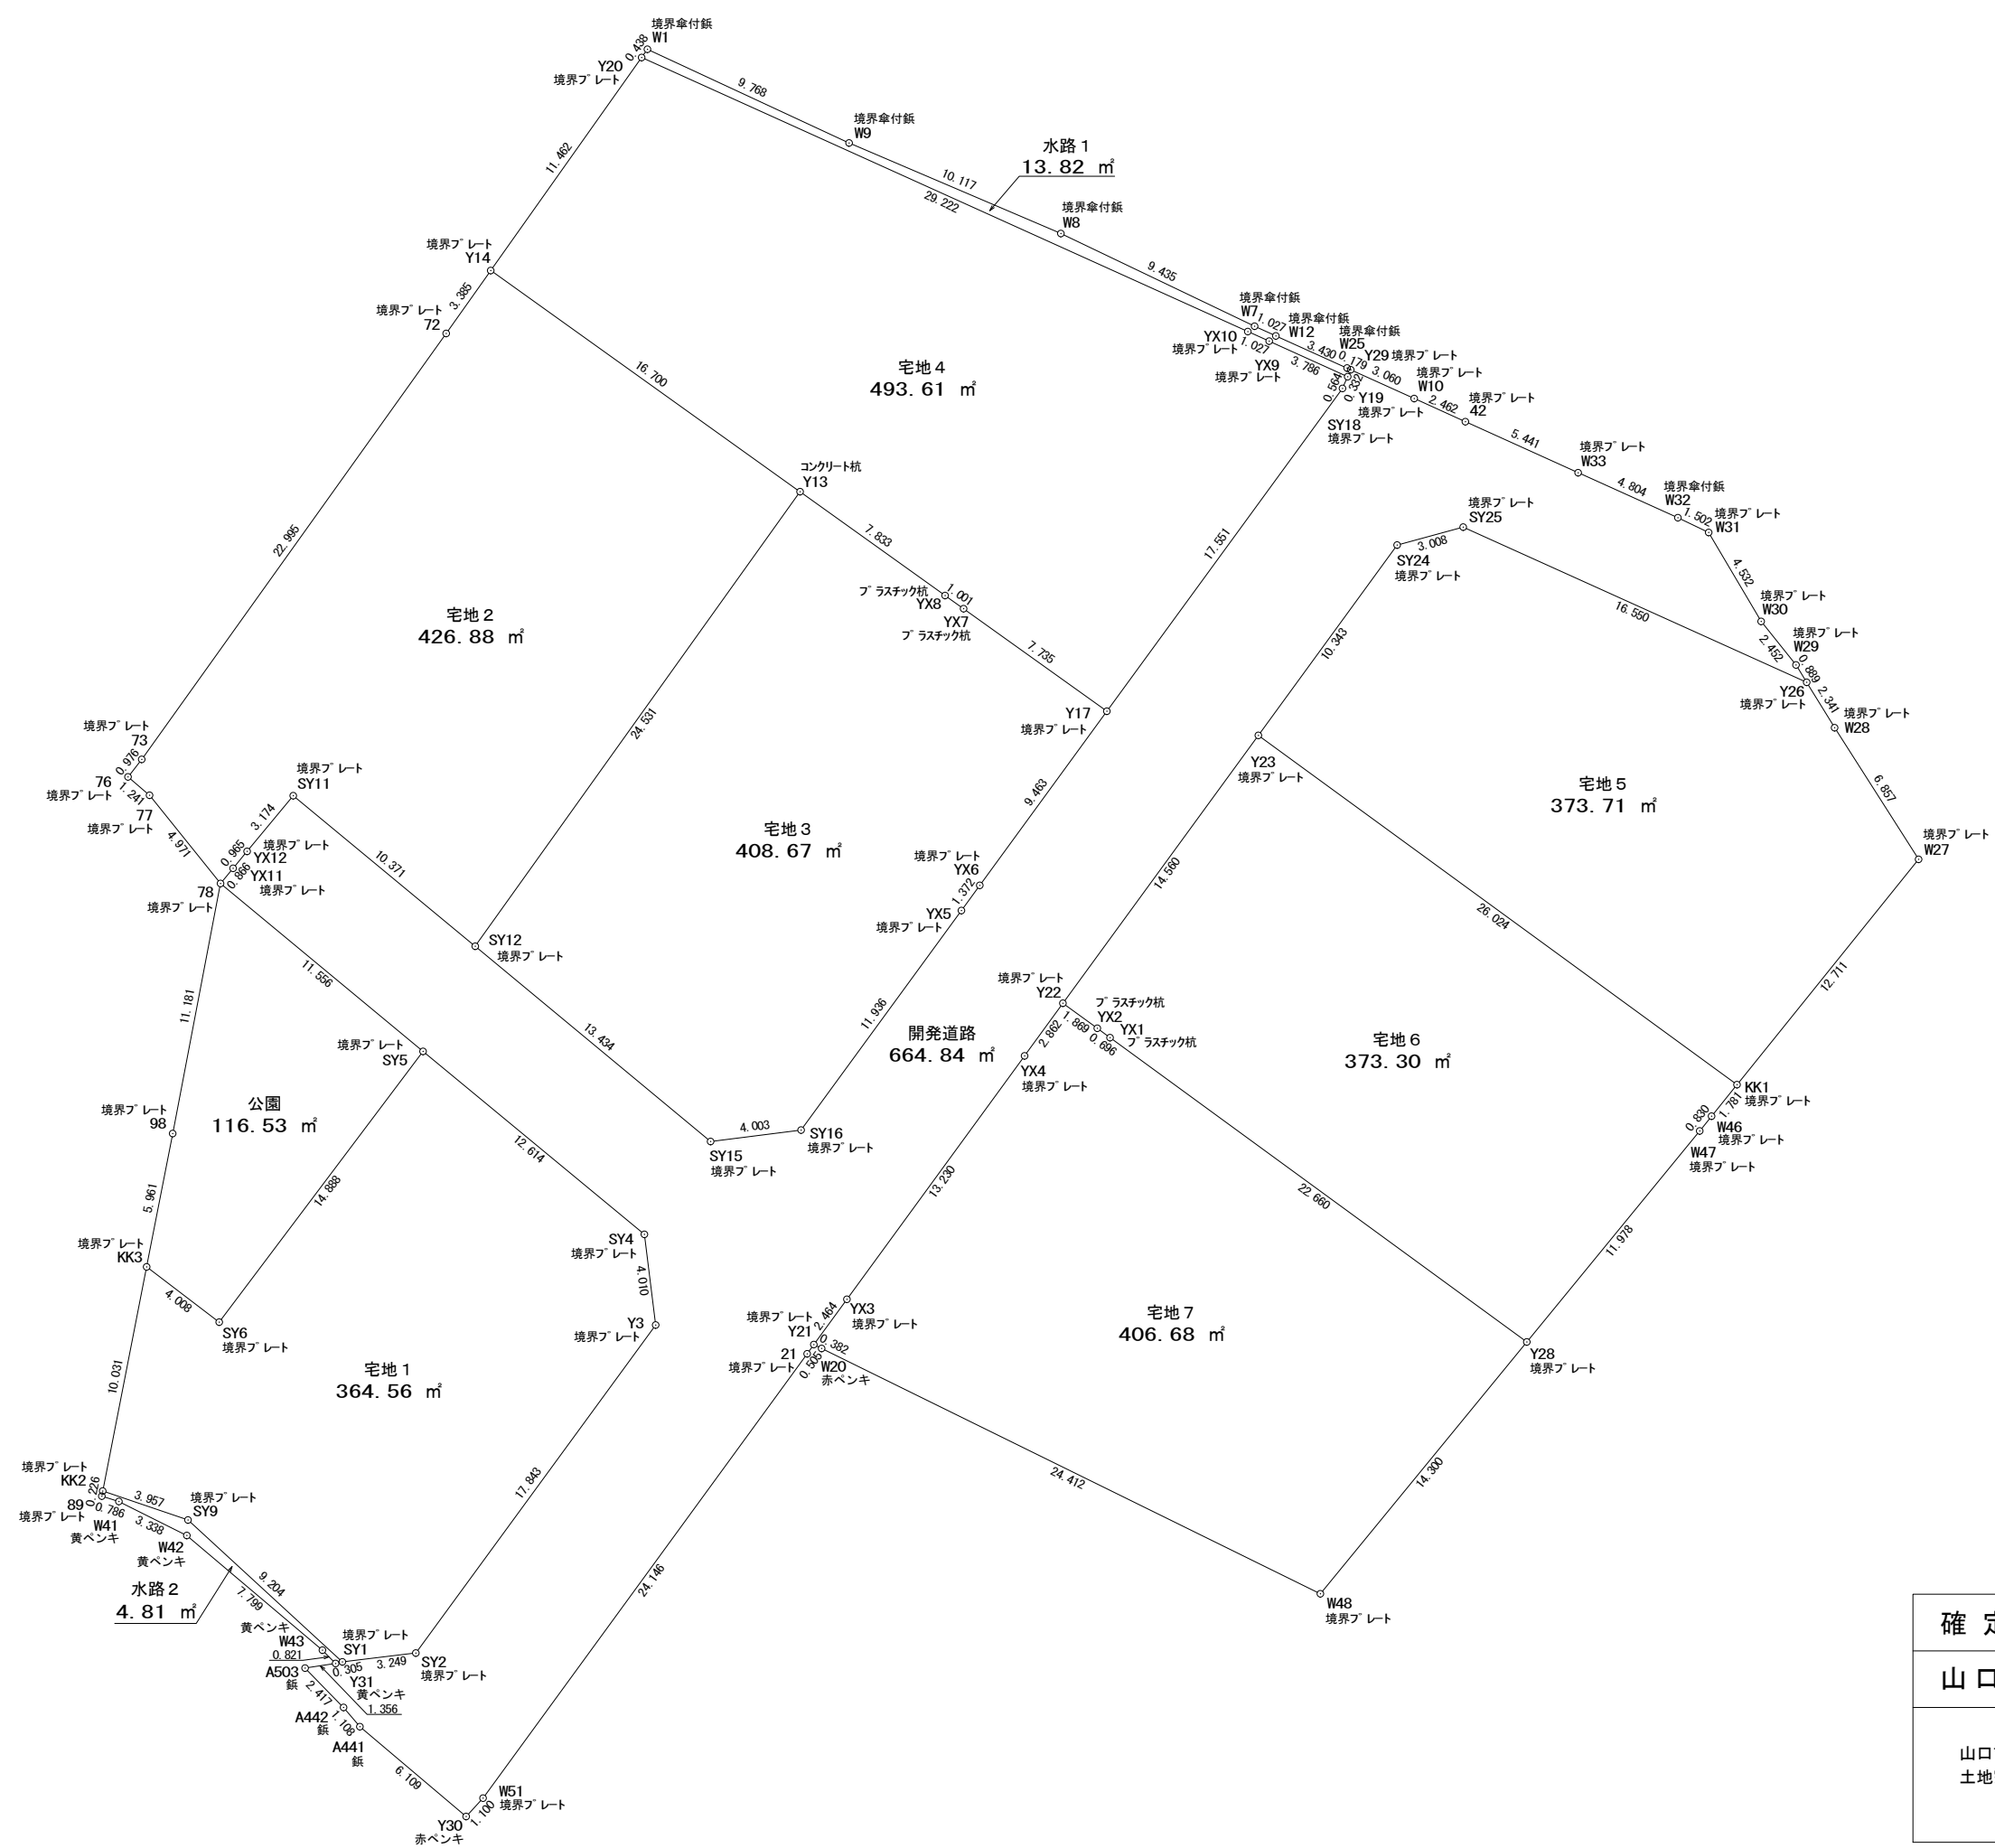 境界傘付鋲
W1
0.438
Y20
境界プレート
9.768
境界傘付鋲
W9
水路1
13.82 ㎡
10.117
29.222
境界傘付鋲
W8
11.462
境界プレート
Y14
3.385
境界プレート
72
9.435
境界傘付鋲
W7
1.027
境界傘付鋲
W12
境界傘付鋲
W25
YX10
境界プレート
1.027
YX9
境界プレート
3.430
0.179
Y29 境界プレート
3.786
3.060
境界プレート
W10
0.564
0.332
Y19
境界プレート
SY18
境界プレート
2.462
境界プレート
42
5.441
境界プレート
W33
4.804
境界傘付鋲
W32
1.502
境界プレート
W31
宅地4
493.61 ㎡
16.700
コンクリート杭
Y13
7.833
プラスチック杭
YX8
1.001
YX7
プラスチック杭
7.735
17.551
境界プレート
SY25
3.008
SY24
境界プレート
4.532
境界プレート
W30
2.452
境界プレート
W29
0.889
16.550
Y26
境界プレート
2.341
境界プレート
W28
10.343
22.995
宅地2
426.88 ㎡
24.531
Y17
境界プレート
Y23
境界プレート
宅地5
373.71 ㎡
6.857
境界プレート
W27
境界プレート
73
0.976
76
境界プレート
1.241
77
境界プレート
境界プレート
SY11
3.174
4.971
0.965
境界プレート
YX12
0.866
YX11
境界プレート
78
境界プレート
10.371
宅地3
408.67 ㎡
9.463
境界プレート
YX6
1.372
YX5
境界プレート
14.560
26.024
12.711
SY12
境界プレート
11.556
11.181
境界プレート
SY5
13.434
11.936
開発道路
664.84 ㎡
境界プレート
Y22
プラスチック杭
YX2
1.869
YX1
プラスチック杭
0.696
2.862
YX4
境界プレート
宅地6
373.30 ㎡
KK1
境界プレート
1.781
0.830
W46
境界プレート
W47
境界プレート
公園
116.53 ㎡
境界プレート
98
4.003
SY16
境界プレート
SY15
境界プレート
12.614
14.888
13.230
22.660
11.978
5.961
境界プレート
KK3
4.008
SY6
境界プレート
SY4
境界プレート
4.010
Y3
境界プレート
YX3
境界プレート
2.464
境界プレート
Y21
0.382
21
境界プレート
0.505
W20
赤ペンキ
宅地7
406.68 ㎡
Y28
境界プレート
宅地1
364.56 ㎡
10.031
17.843
24.412
14.300
境界プレート
KK2
0.226
3.957
境界プレート
SY9
89
境界プレート
0.786
W41
黄ペンキ
3.338
W42
黄ペンキ
水路2
4.81 ㎡
9.204
7.799
24.146
W48
境界プレート
黄ペンキ
W43
0.821
境界プレート
SY1
A503
鋲
0.305
3.249
SY2
境界プレート
Y31
黄ペンキ
1.356
2.417
A442
鋲
1.108
A441
鋲
6.109
W51
境界プレート
1.100
Y30
赤ペンキ
確 定
山 口
山口
土地